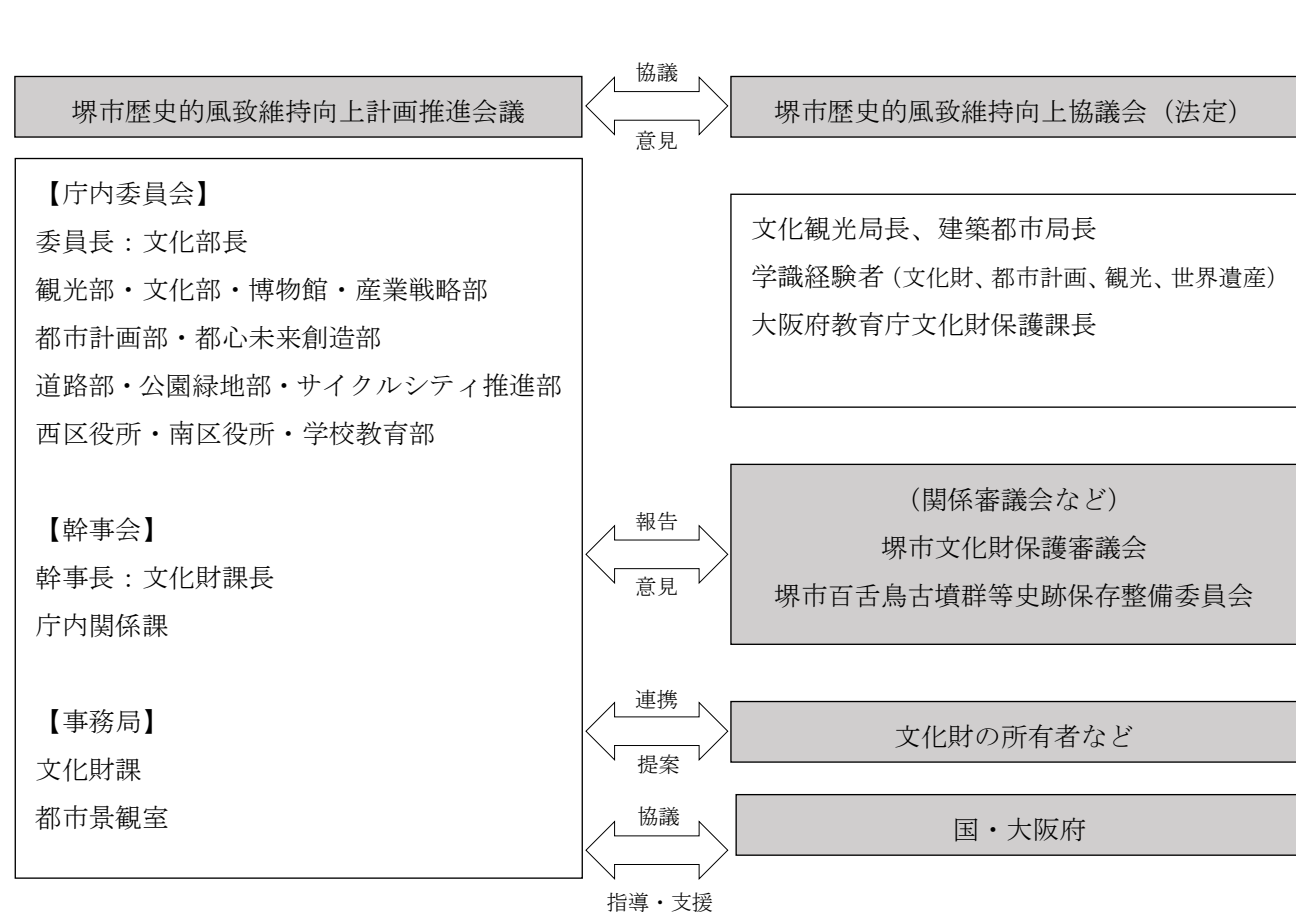 堺市歴史的風致維持向上計画推進会議
協議
意見
堺市歴史的風致維持向上協議会（法定）
【庁内委員会】
委員長：文化部長
観光部・文化部・博物館・産業戦略部
都市計画部・都心未来創造部
道路部・公園緑地部・サイクルシティ推進部
西区役所・南区役所・学校教育部
【幹事会】
幹事長：文化財課長
庁内関係課
【事務局】
文化財課
都市景観室
文化観光局長、建築都市局長
学識経験者（文化財、都市計画、観光、世界遺産）
大阪府教育庁文化財保護課長
報告
意見
（関係審議会など）
堺市文化財保護審議会
堺市百舌鳥古墳群等史跡保存整備委員会
連携
提案
文化財の所有者など
協議
指導・支援
国・大阪府